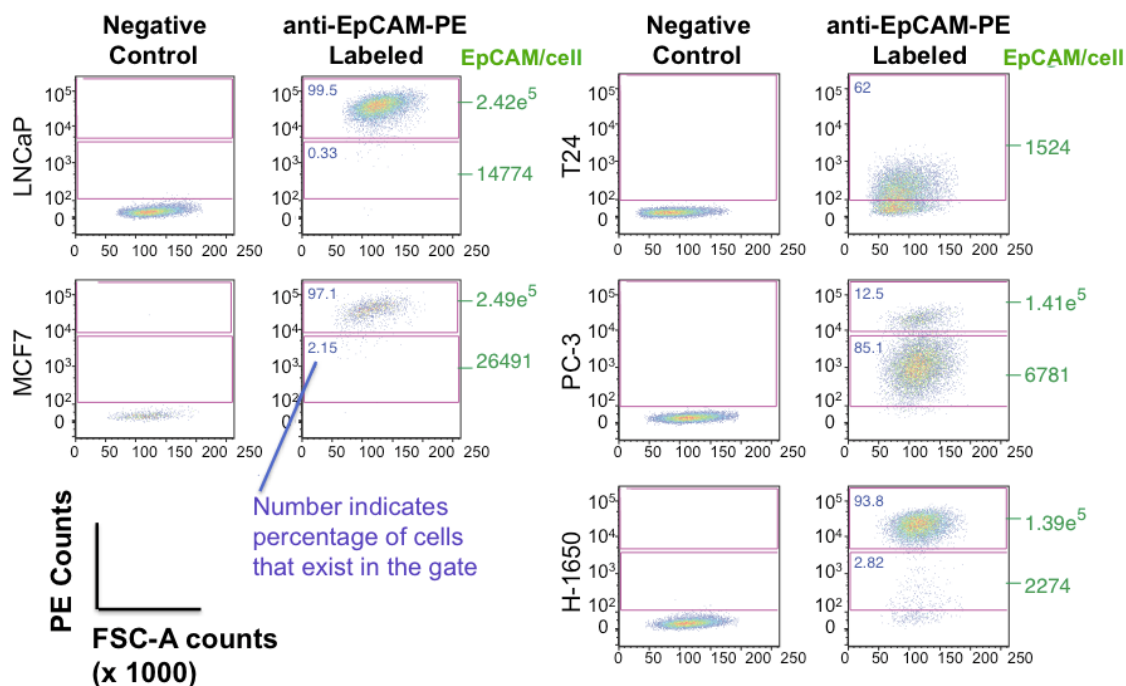 Negative
Control
anti-EpCAM-PE
Labeled
EpCAM/cell
Negative
Control
anti-EpCAM-PE
Labeled
EpCAM/cell
LNCaP
10⁵
10⁴
10³
10²
0
0 50 100 150 200 250
99.5
0.33
0 50 100 150 200 250
2.42e⁵
14774
T24
10⁵
10⁴
10³
10²
0
0 50 100 150 200 250
62
10⁵
10⁴
10³
10²
0
0 50 100 150 200 250
1524
MCF7
10⁵
10⁴
10³
10²
0
0 50 100 150 200 250
97.1
2.15
10⁵
10⁴
10³
10²
0
0 50 100 150 200 250
2.49e⁵
26491
PC-3
10⁵
10⁴
10³
10²
0
0 50 100 150 200 250
12.5
85.1
10⁵
10⁴
10³
10²
0
0 50 100 150 200 250
1.41e⁵
6781
Number indicates
percentage of cells
that exist in the gate
PE Counts
FSC-A counts
(x 1000)
H-1650
10⁵
10⁴
10³
10²
0
0 50 100 150 200 250
93.8
2.82
10⁵
10⁴
10³
10²
0
0 50 100 150 200 250
1.39e⁵
2274